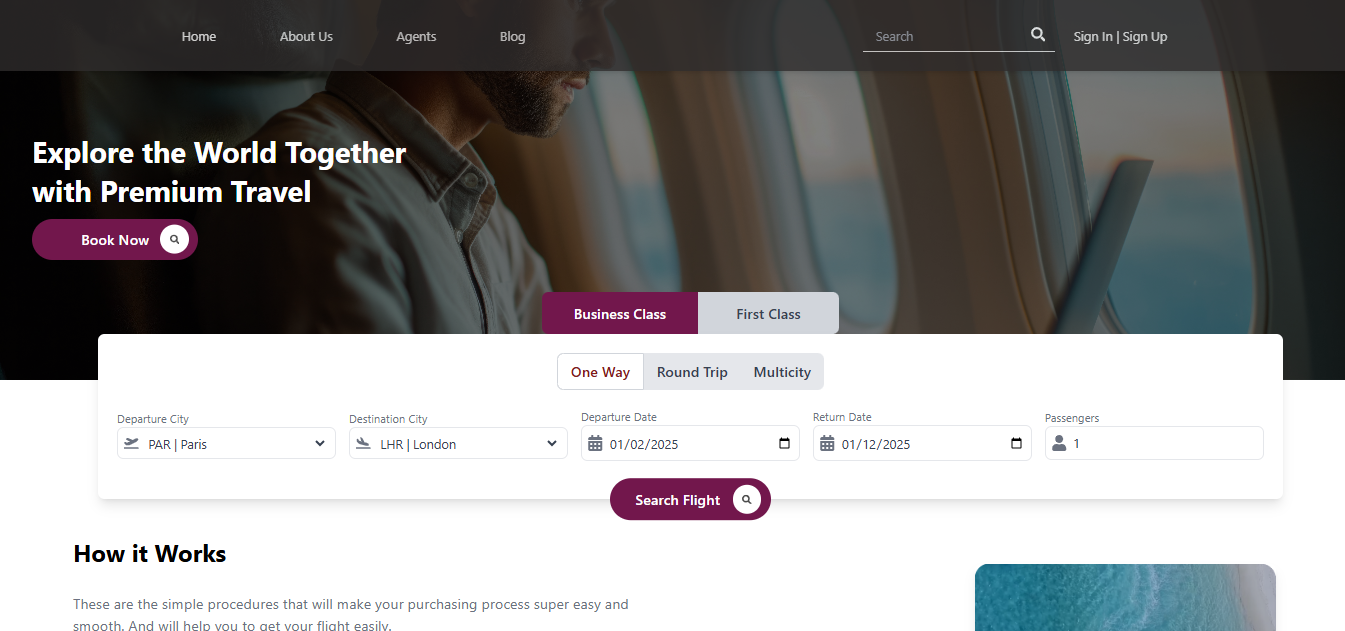 Home
About Us
Agents
Blog
Search
Sign In | Sign Up
Explore the World Together
with Premium Travel
Book Now
Business Class
First Class
One Way
Round Trip
Multicity
Departure City
Destination City
Departure Date
Return Date
Passengers
PAR | Paris
LHR | London
01/02/2025
01/12/2025
1
Search Flight
How it Works
These are the simple procedures that will make your purchasing process super easy and
smooth. And will help you to get your flight easily.